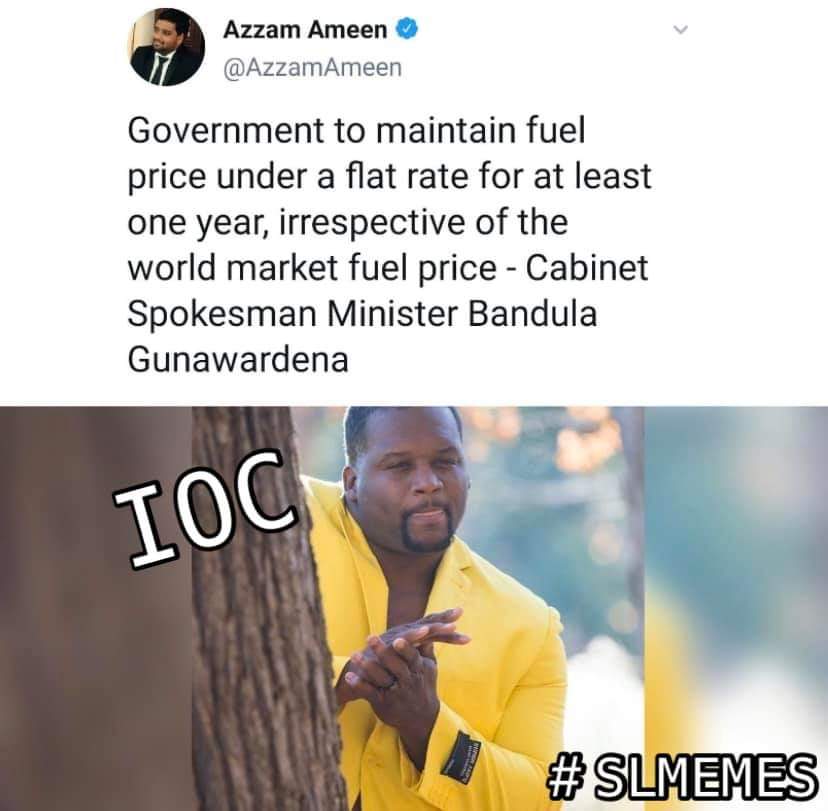 Azzam Ameen
@AzzamAmeen
Government to maintain fuel
price under a flat rate for at least
one year, irrespective of the
world market fuel price - Cabinet
Spokesman Minister Bandula
Gunawardena
IOC
# SLMEMES